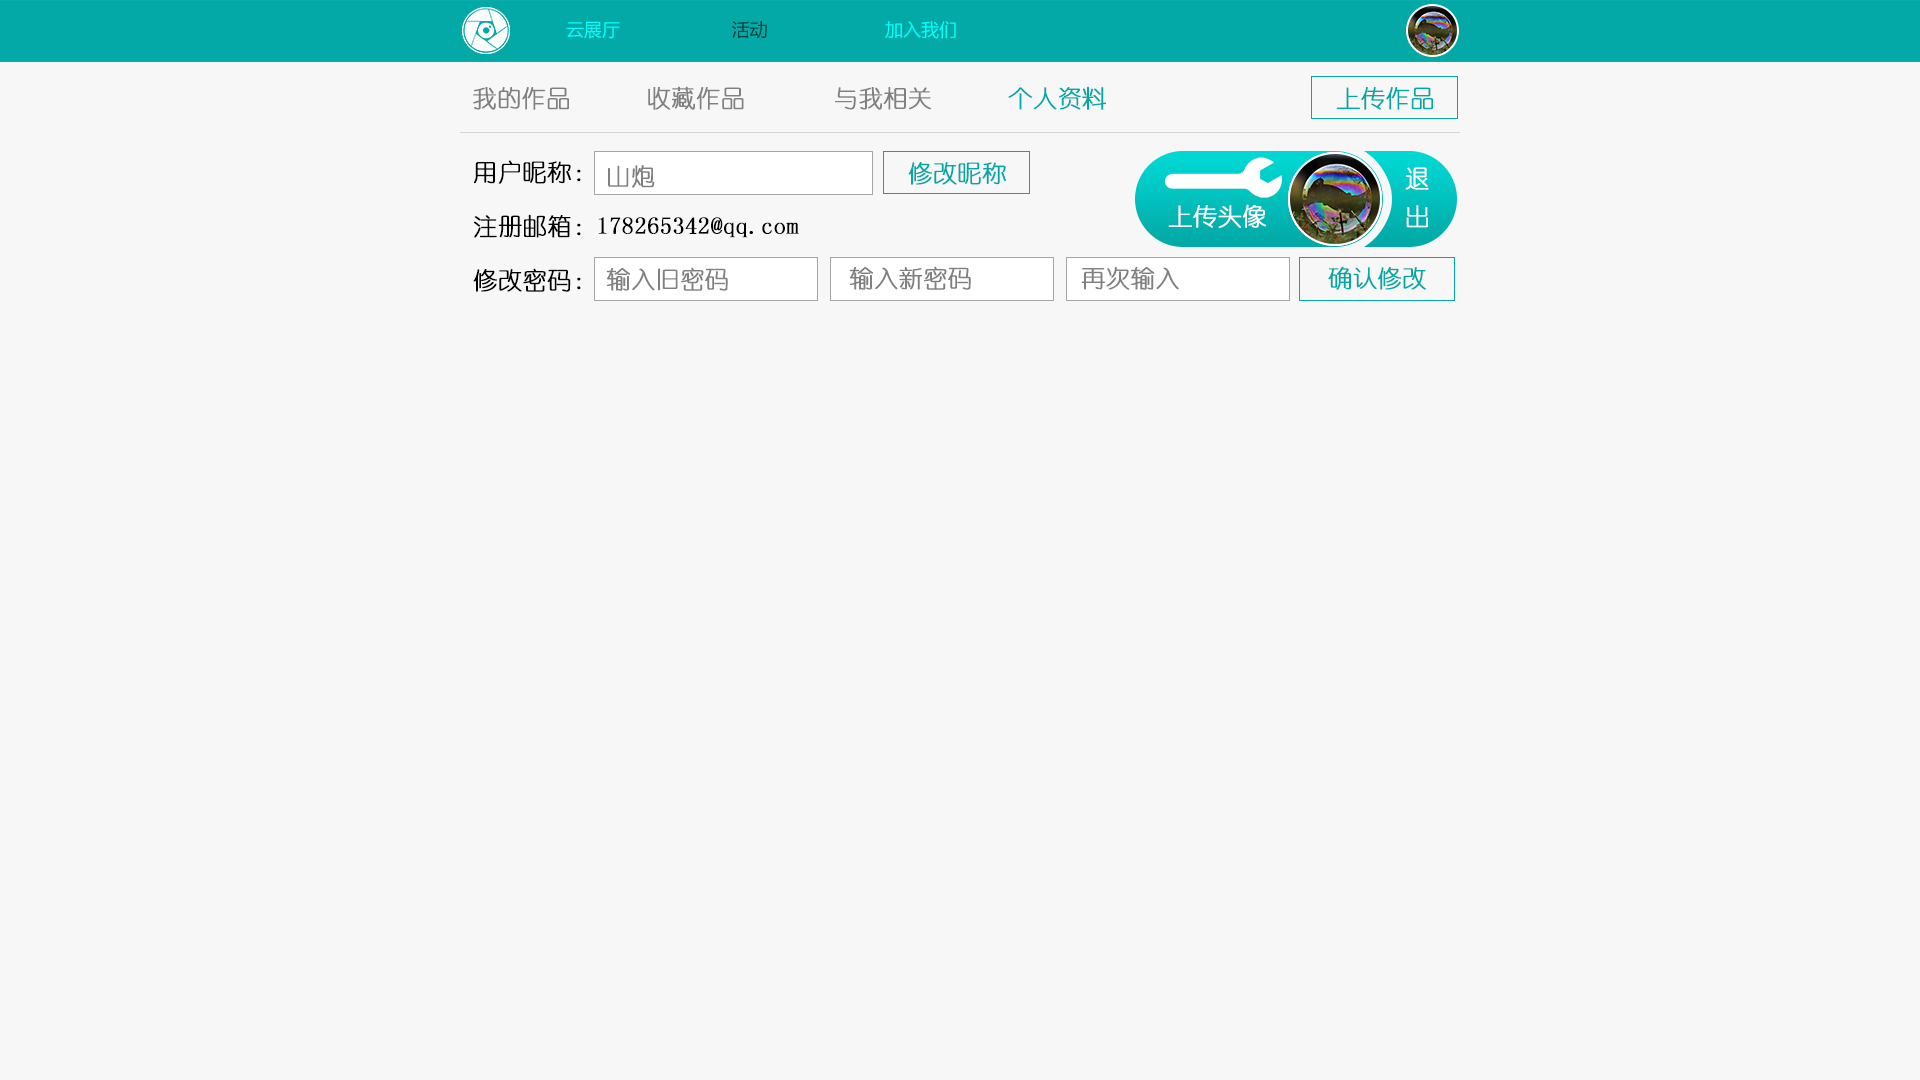 云展厅 活动 加入我们
我的作品 收藏作品 与我相关 个人资料 上传作品
用户昵称: 山炮 修改昵称
上传头像
退
出
注册邮箱: 178265342@qq.com
修改密码: 输入旧密码 输入新密码 再次输入 确认修改